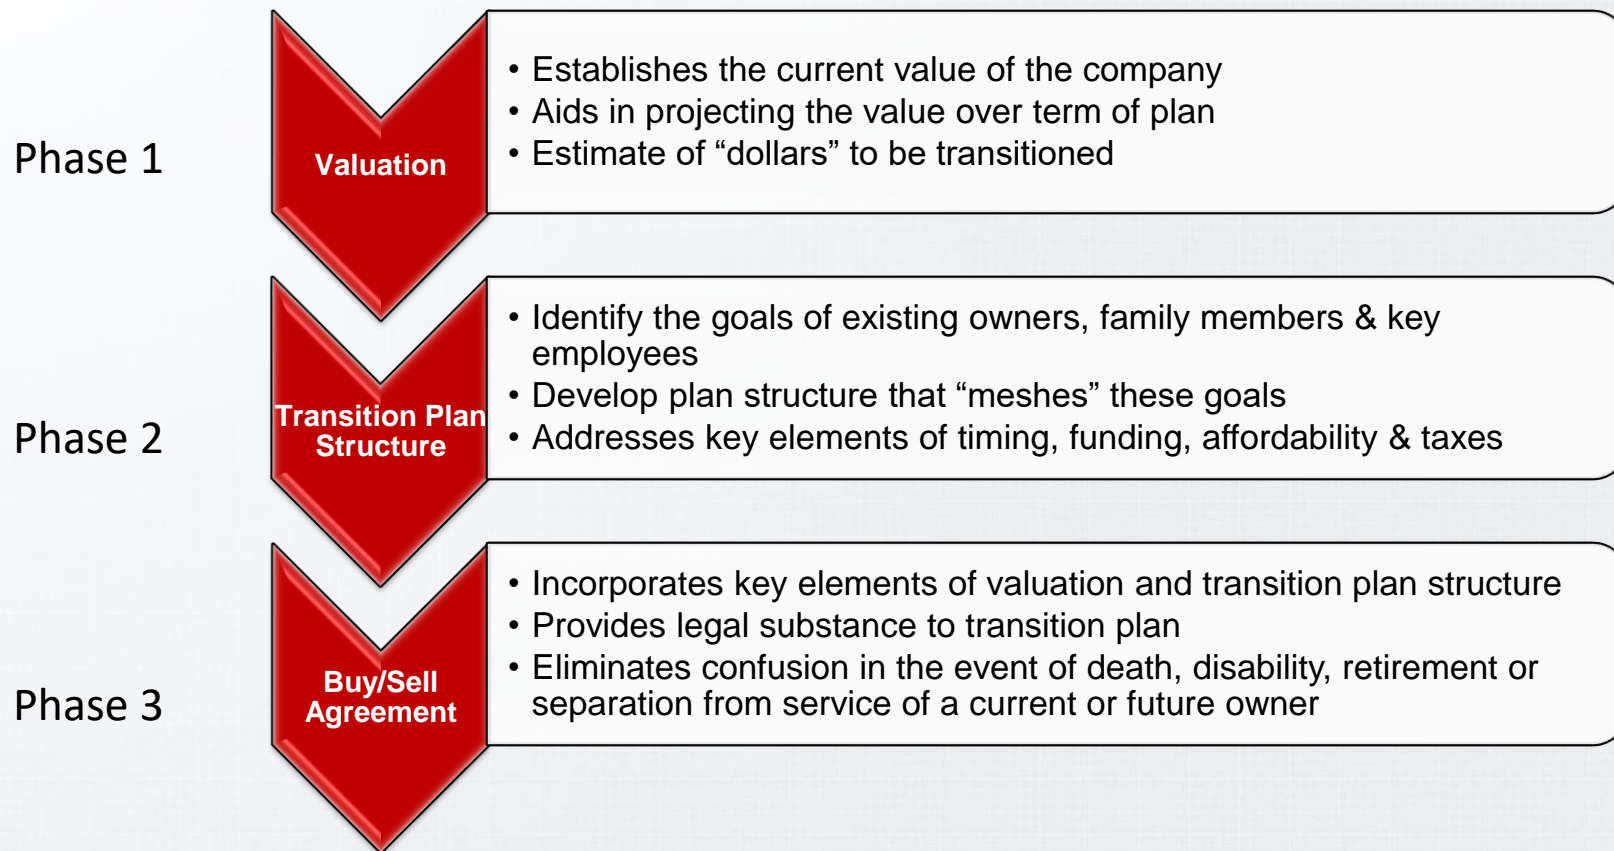 Phase 1
Valuation
• Establishes the current value of the company
• Aids in projecting the value over term of plan
• Estimate of “dollars” to be transitioned
Phase 2
Transition Plan
Structure
• Identify the goals of existing owners, family members & key
employees
• Develop plan structure that “meshes” these goals
• Addresses key elements of timing, funding, affordability & taxes
Phase 3
Buy/Sell
Agreement
• Incorporates key elements of valuation and transition plan structure
• Provides legal substance to transition plan
• Eliminates confusion in the event of death, disability, retirement or
separation from service of a current or future owner